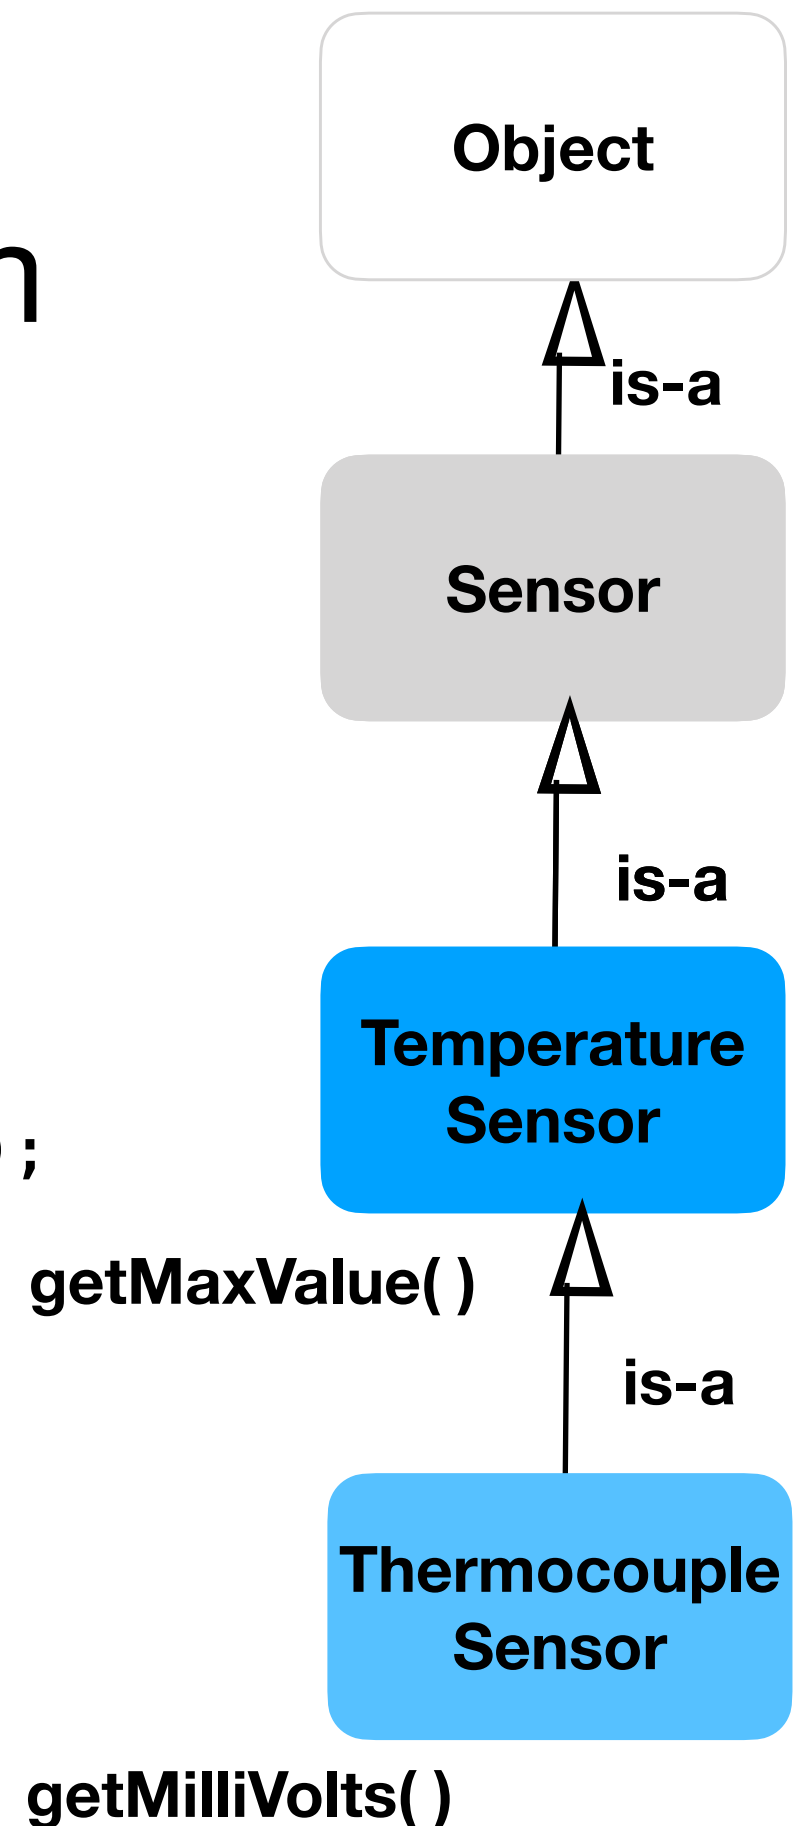 Object
n
is-a
Sensor
is-a
Temperature
Sensor
);
getMaxValue( )
is-a
Thermocouple
Sensor
getMilliVolts( )